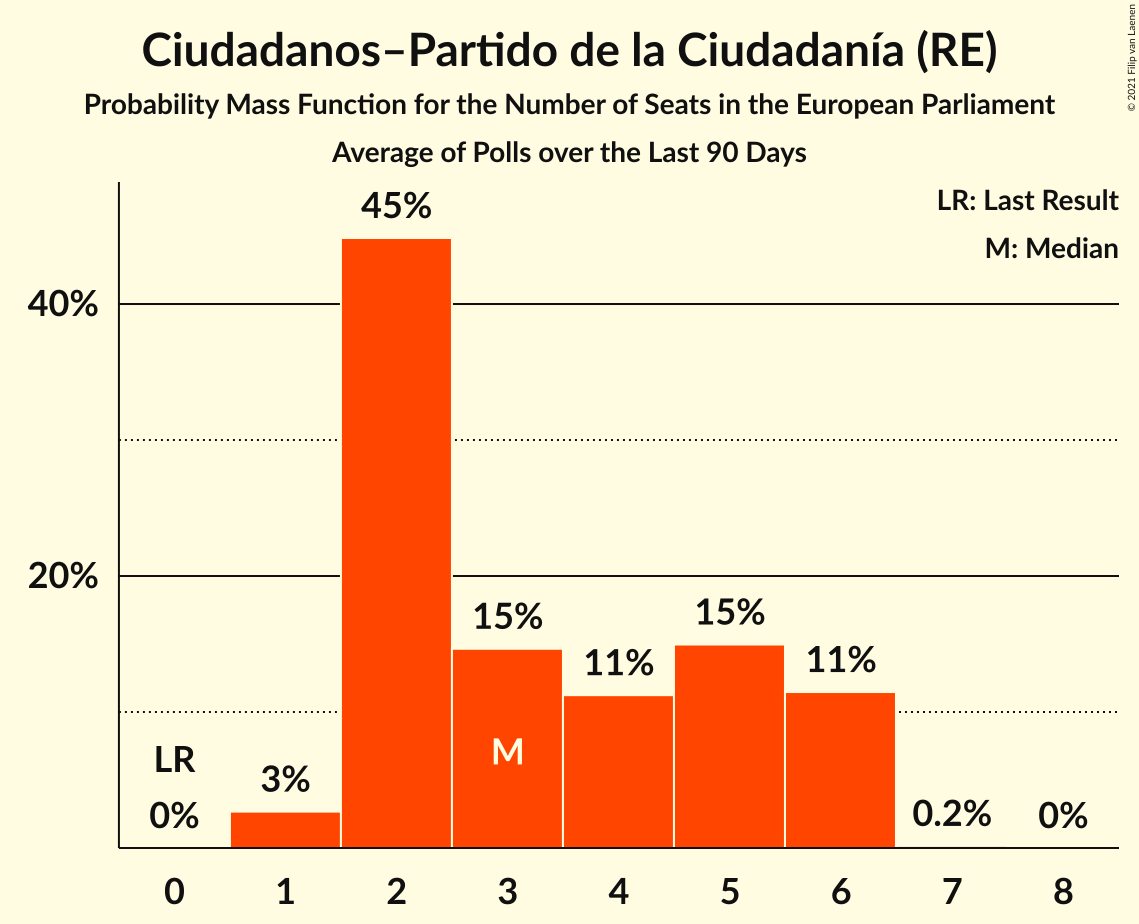 Ciudadanos–Partido de la Ciudadanía (RE)
Probability Mass Function for the Number of Seats in the European Parliament
Average of Polls over the Last 90 Days
© 2021 Filip van Laenen
LR: Last Result
M: Median
40%
20%
LR
0%
3%
45%
15%
M
11%
15%
11%
0.2%
0%
0 1 2 3 4 5 6 7 8